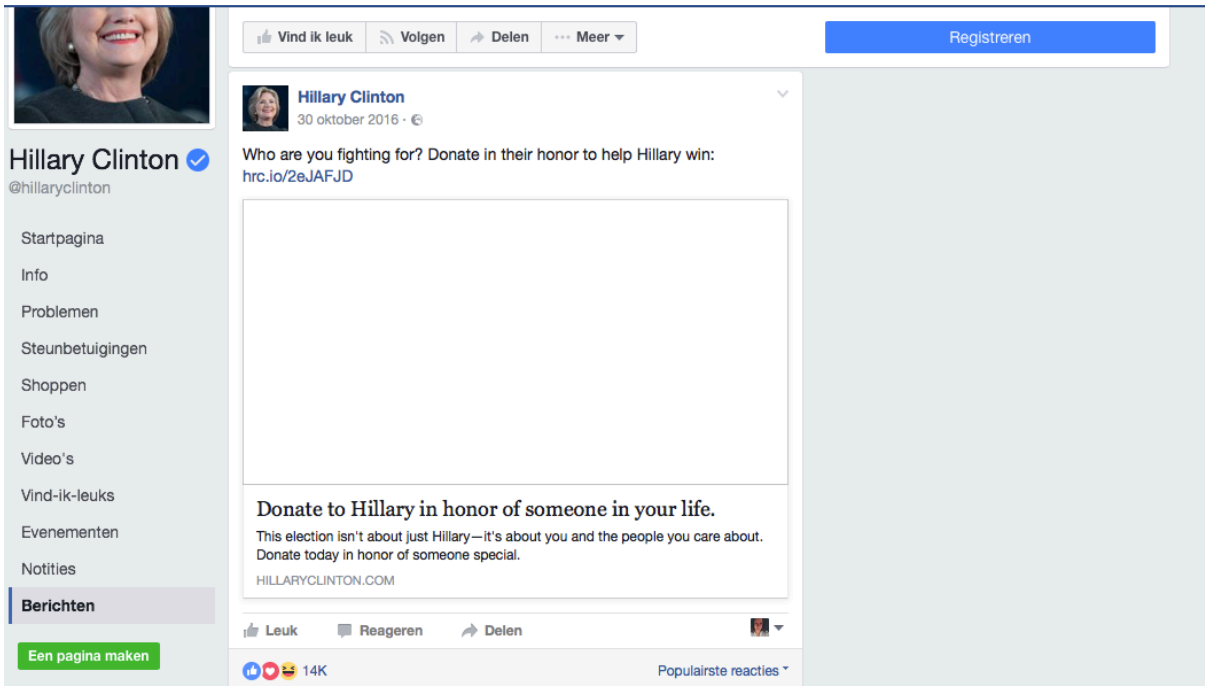 Vind ik leuk
Volgen
Delen
Meer
Registreren
Hillary Clinton
@hillaryclinton
Startpagina
Info
Problemen
Steunbetuigingen
Shoppen
Foto's
Video's
Vind-ik-leuks
Evenementen
Notities
Berichten
Een pagina maken
Hillary Clinton
30 oktober 2016 ·
Who are you fighting for? Donate in their honor to help Hillary win:
hrc.io/2eJAFJD
Donate to Hillary in honor of someone in your life.
This election isn't about just Hillary—it's about you and the people you care about.
Donate today in honor of someone special.
HILLARYCLINTON.COM
Leuk
Reageren
Delen
14K
Populairste reacties